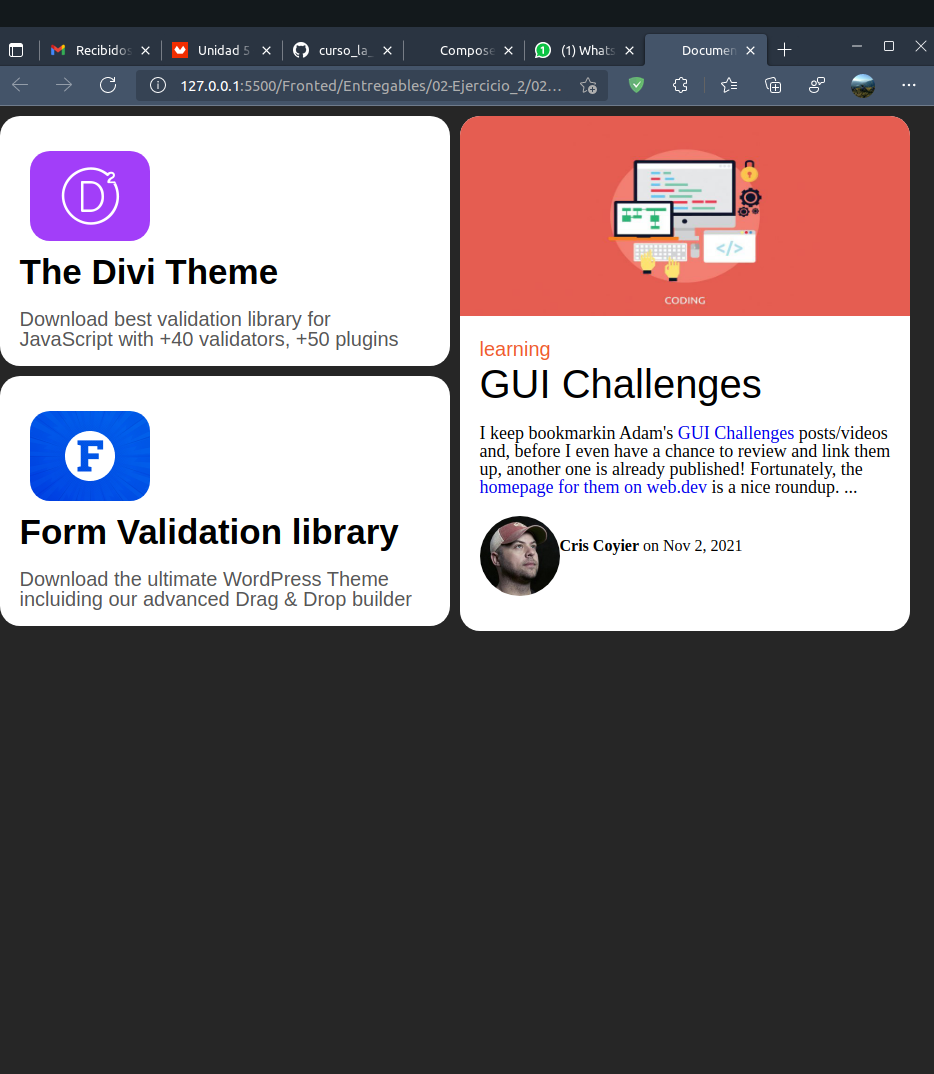 Recibidos
Unidad 5
curso_la_
Compose
(1) Whats
Documen
127.0.0.1:5500/Fronted/Entregables/02-Ejercicio_2/02...
D2
The Divi Theme
Download best validation library for
JavaScript with +40 validators, +50 plugins
F
Form Validation library
Download the ultimate WordPress Theme
incluiding our advanced Drag & Drop builder
</>
CODING
learning
GUI Challenges
I keep bookmarkin Adam's GUI Challenges posts/videos
and, before I even have a chance to review and link them
up, another one is already published! Fortunately, the
homepage for them on web.dev is a nice roundup. ...
Cris Coyier on Nov 2, 2021